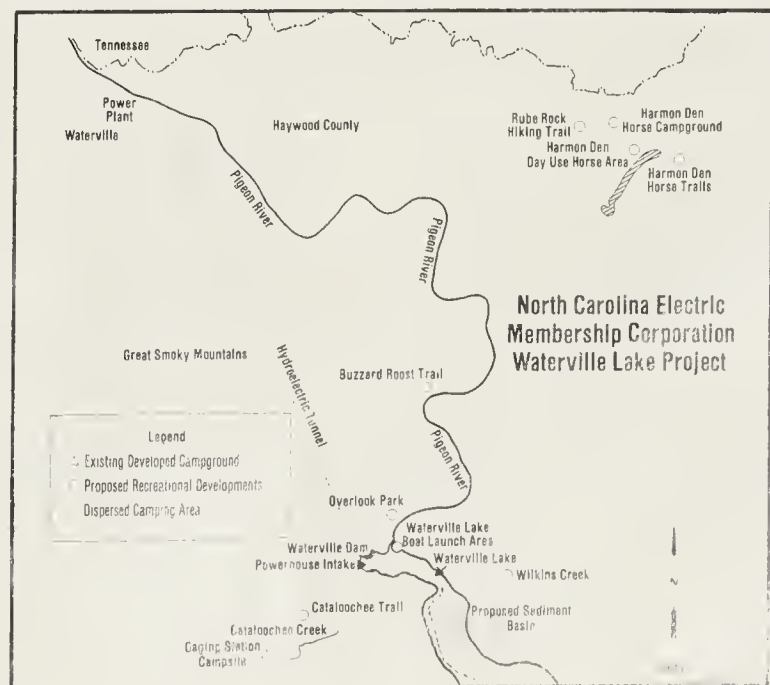 Tennessee
Power
Plant
Waterville
Haywood County
Rube Rock
Hiking Trail
Harmon Den
Horse Campground
Harmon Den
Day Use Horse Area
Harmon Den
Horse Trails
Pigeon River
Pigeon River
North Carolina Electric
Membership Corporation
Waterville Lake Project
Great Smoky Mountains
Hydroelectric Tunnel
Buzzard Roost Trail
Legend
Existing Developed Campground
Proposed Recreational Developments
Dispersed Camping Area
Pigeon River
Overlook Park
Waterville Lake
Boat Launch Area
Waterville Dam
Powerhouse Intake
Waterville Lake
Wilkins Creek
N
Proposed Sediment
Basin
Cataloochee Trail
Cataloochee Creek
Gaging Station
Campsite